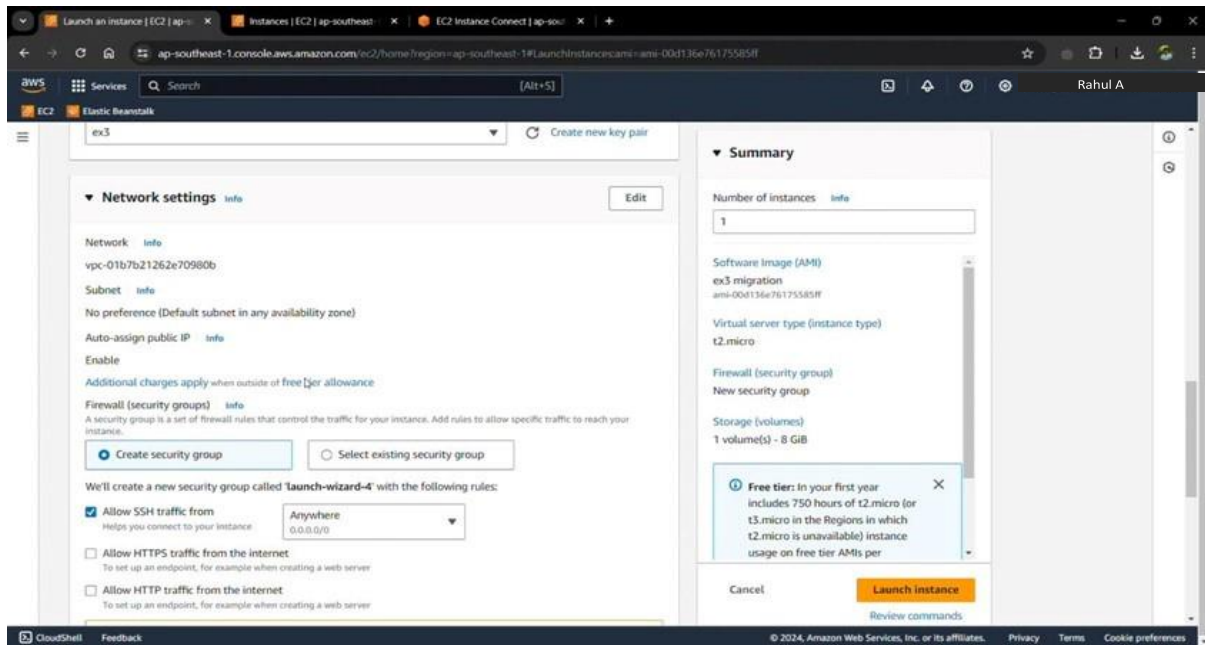 Launch an instance | EC2 | ap-s
Instances | EC2 | ap-southeast-
EC2 Instance Connect | ap-sout
ap-southeast-1.console.aws.amazon.com/ec2/home?region=ap-southeast-1#LaunchInstances:ami=ami-00d136e76175585ff
aws
Services
Search
[Alt+S]
Rahul A
EC2
Elastic Beanstalk
ex3
Create new key pair
Network settings Info
Edit
Network Info
vpc-01b7b21262e70980b
Subnet Info
No preference (Default subnet in any availability zone)
Auto-assign public IP Info
Enable
Additional charges apply when outside of free tier allowance
Firewall (security groups) Info
A security group is a set of firewall rules that control the traffic for your instance. Add rules to allow specific traffic to reach your
instance.
Create security group
Select existing security group
We'll create a new security group called 'launch-wizard-4' with the following rules:
Allow SSH traffic from
Helps you connect to your instance
Anywhere
0.0.0.0/0
Allow HTTPS traffic from the internet
To set up an endpoint, for example when creating a web server
Allow HTTP traffic from the internet
To set up an endpoint, for example when creating a web server
Summary
Number of instances Info
1
Software Image (AMI)
ex3 migration
ami-00d136e76175585ff
Virtual server type (instance type)
t2.micro
Firewall (security group)
New security group
Storage (volumes)
1 volume(s) - 8 GiB
Free tier: In your first year
includes 750 hours of t2.micro (or
t3.micro in the Regions in which
t2.micro is unavailable) instance
usage on free tier AMIs per
Cancel
Launch instance
Review commands
CloudShell
Feedback
© 2024, Amazon Web Services, Inc. or its affiliates.
Privacy
Terms
Cookie preferences